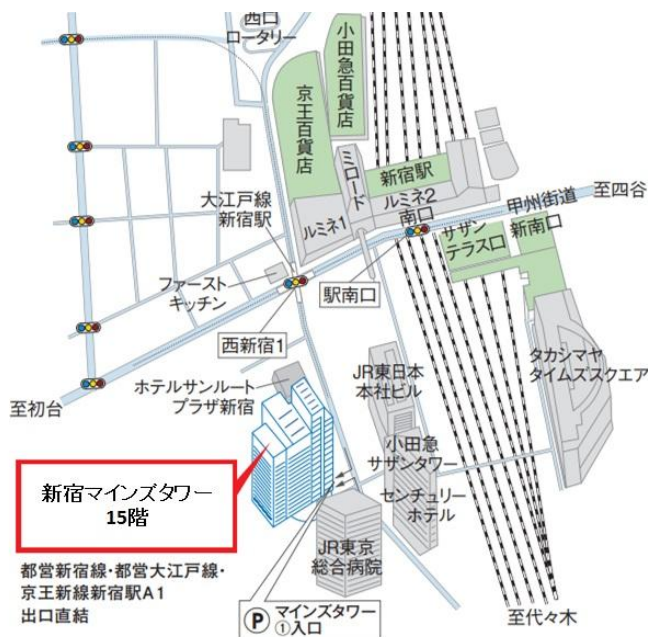 西口
ロータリー
小田急百貨店
京王百貨店
ミロード
新宿駅
大江戸線
新宿駅
ルミネ1
ルミネ2
南口
甲州街道
至四谷
サザン
テラス口
新南口
ファースト
キッチン
駅南口
西新宿1
タカシマヤ
タイムズスクエア
JR東日本
本社ビル
ホテルサンルート
プラザ新宿
至初台
小田急
サザンタワー
新宿マインズタワー
15階
センチュリー
ホテル
JR東京
総合病院
都営新宿線・都営大江戸線・
京王新線新宿駅A1
出口直結
P マインズタワー
①入口
至代々木